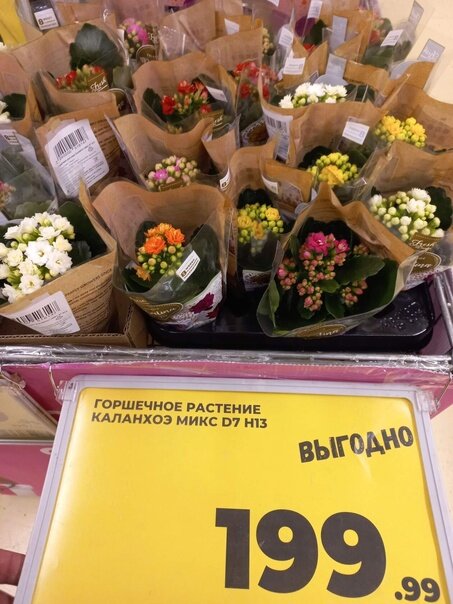 ГОРШЕЧНОЕ РАСТЕНИЕ
КАЛАНХОЭ МИКС D7 H13
ВЫГОДНО
199.99